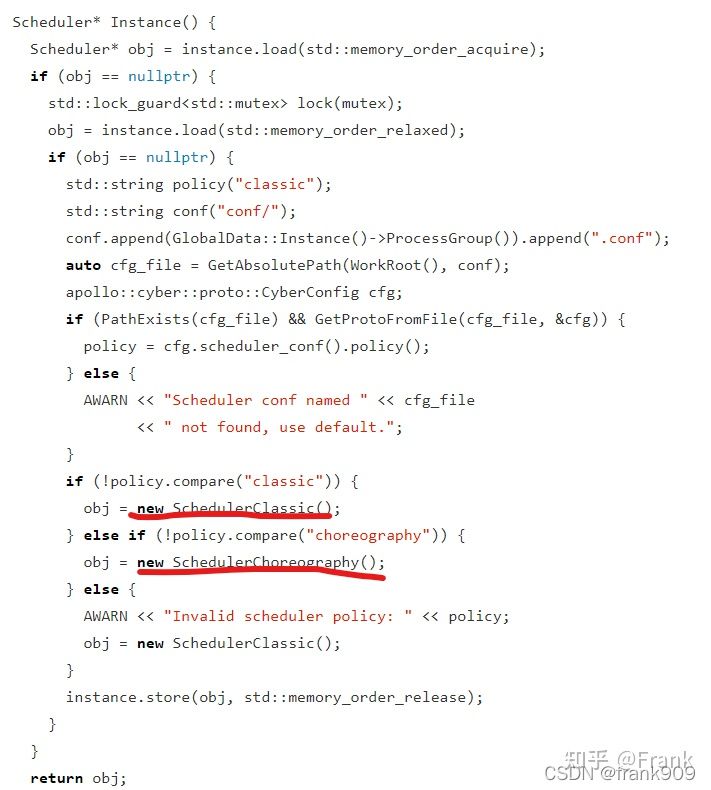 Scheduler* Instance() {
  Scheduler* obj = instance.load(std::memory_order_acquire);
  if (obj == nullptr) {
    std::lock_guard<std::mutex> lock(mutex);
    obj = instance.load(std::memory_order_relaxed);
    if (obj == nullptr) {
      std::string policy("classic");
      std::string conf("conf/");
      conf.append(GlobalData::Instance()->ProcessGroup()).append(".conf");
      auto cfg_file = GetAbsolutePath(WorkRoot(), conf);
      apollo::cyber::proto::CyberConfig cfg;
      if (PathExists(cfg_file) && GetProtoFromFile(cfg_file, &cfg)) {
        policy = cfg.scheduler_conf().policy();
      } else {
        AWARN << "Scheduler conf named " << cfg_file
              << " not found, use default.";
      }
      if (!policy.compare("classic")) {
        obj = new SchedulerClassic();
      } else if (!policy.compare("choreography")) {
        obj = new SchedulerChoreography();
      } else {
        AWARN << "Invalid scheduler policy: " << policy;
        obj = new SchedulerClassic();
      }
      instance.store(obj, std::memory_order_release);
    }
  }
  return obj;
知乎 @Frank
CSDN @frank909